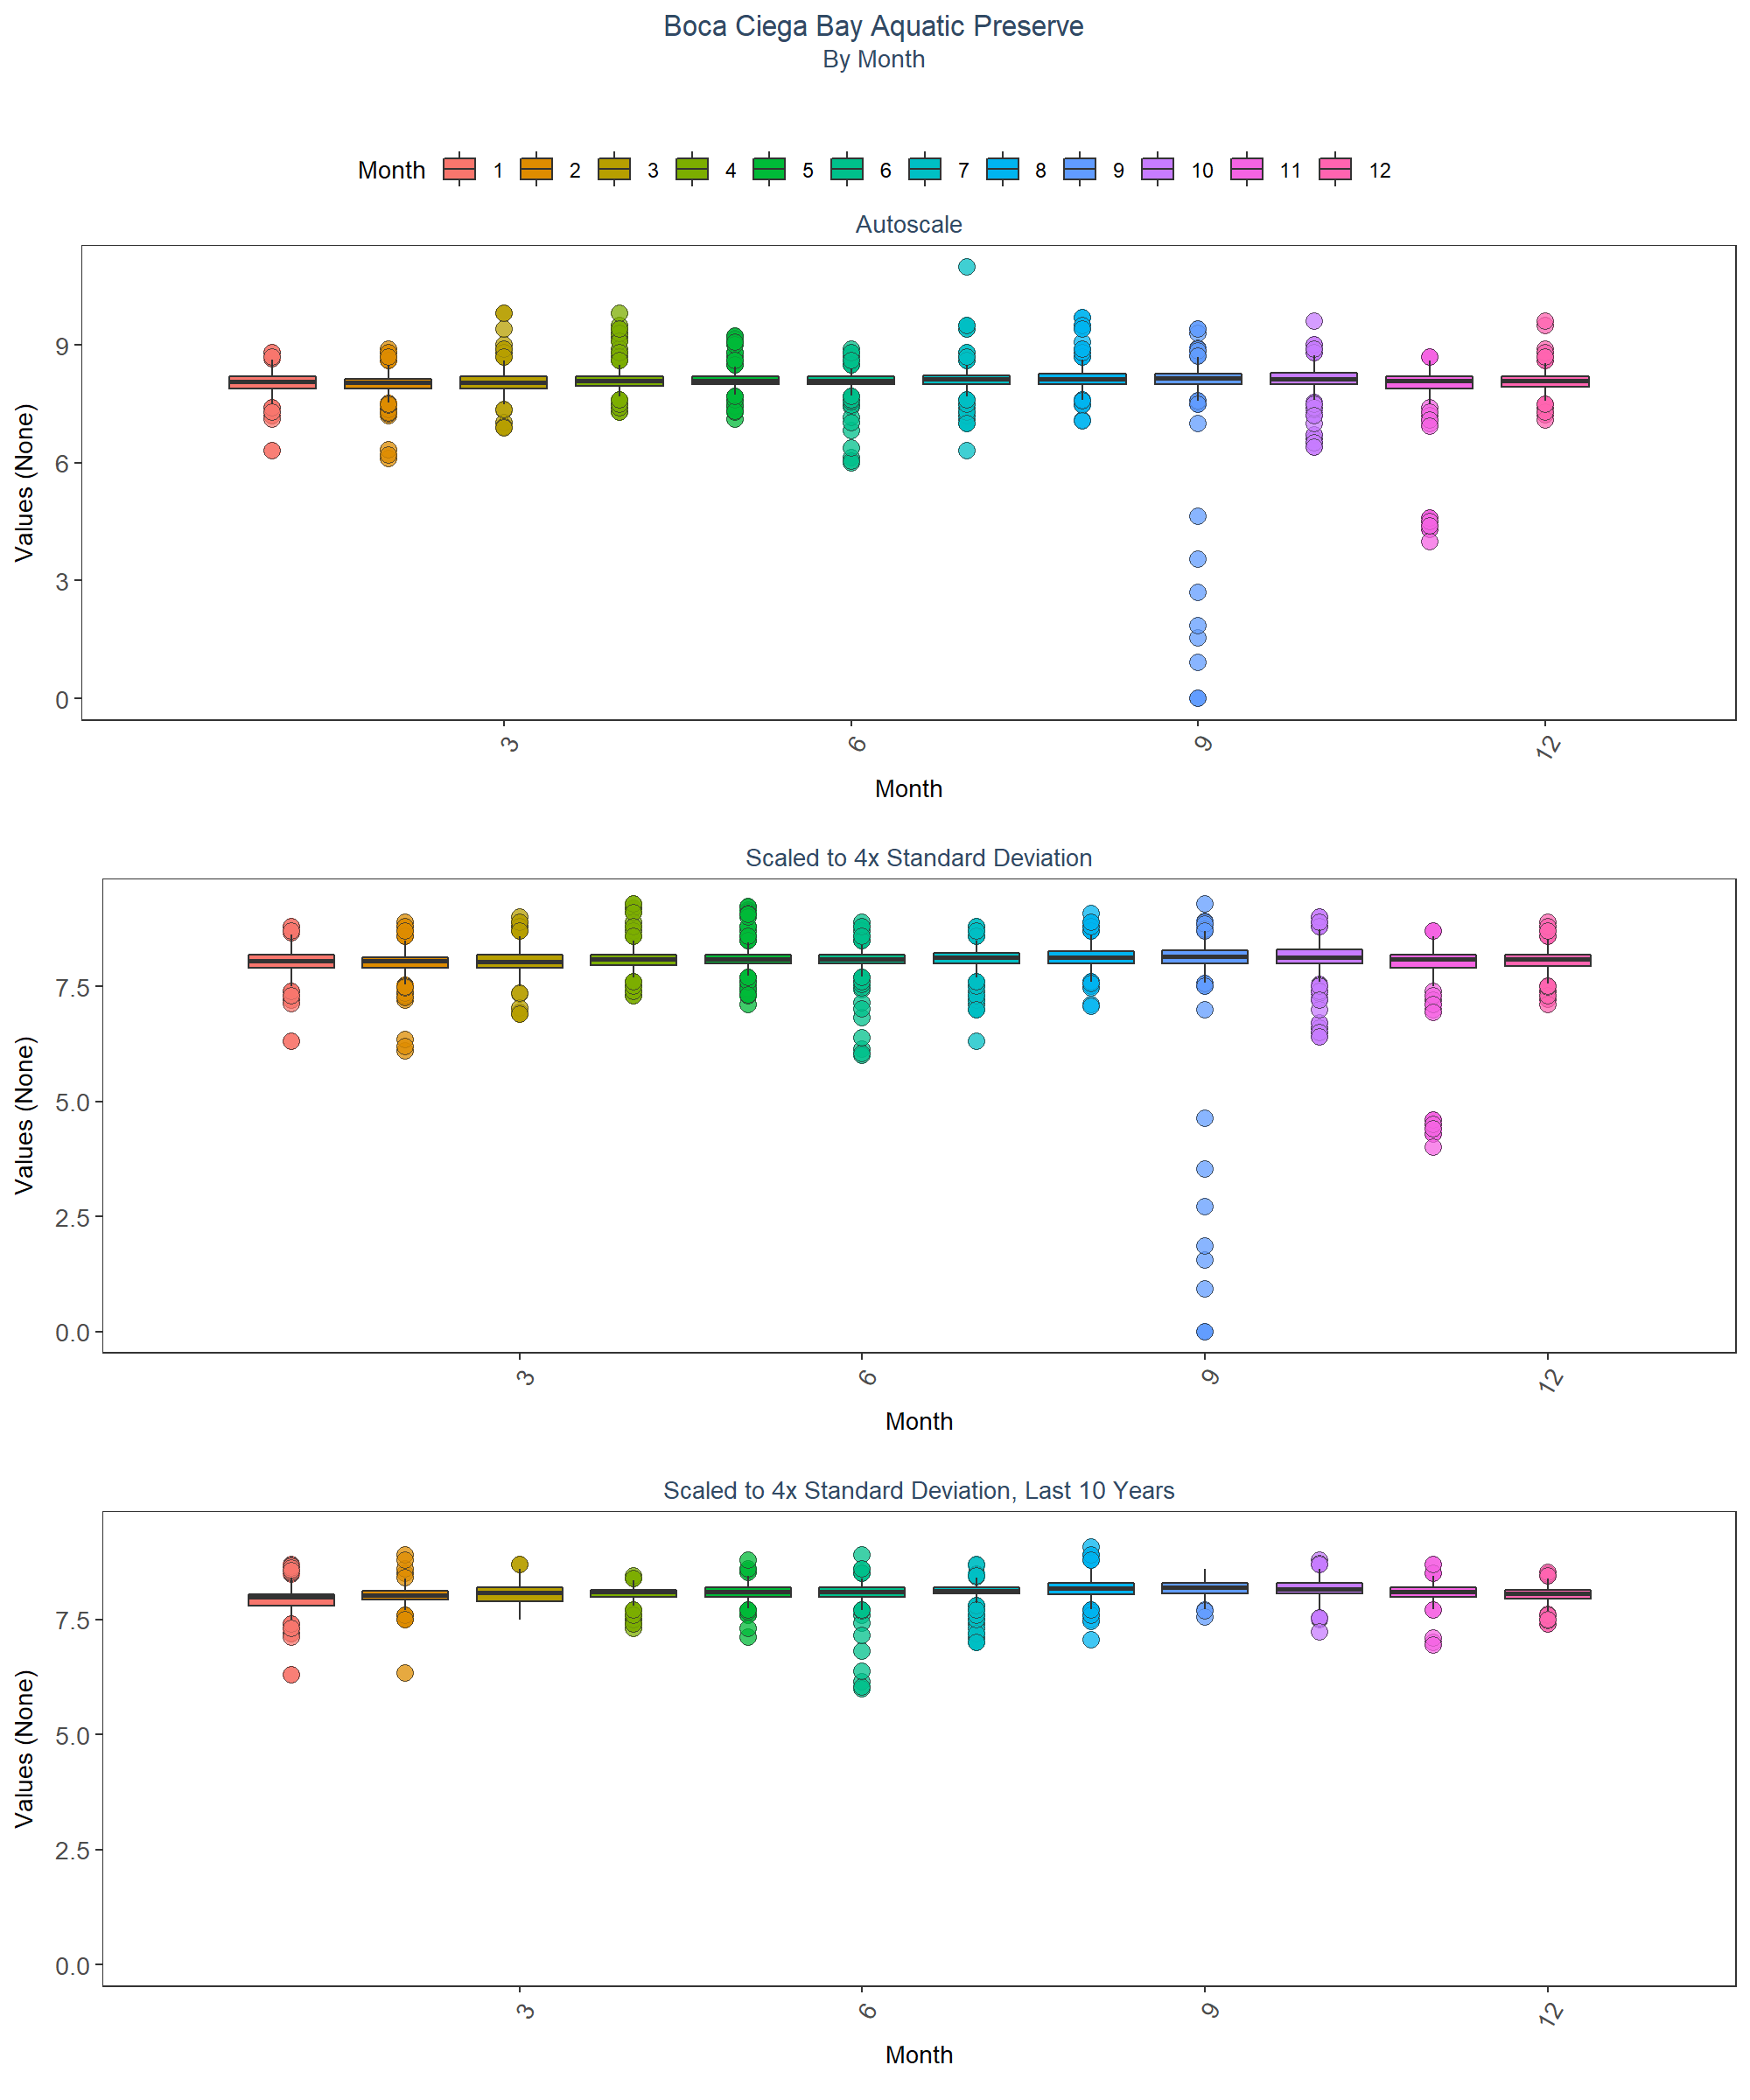 Boca Ciega Bay Aquatic Preserve
By Month
Month 1 2 3 4 5 6 7 8 9 10 11 12
Autoscale
Values (None)
9
6
3
0
3 6 9 12
Month
Scaled to 4x Standard Deviation
Values (None)
7.5
5.0
2.5
0.0
3 6 9 12
Month
Scaled to 4x Standard Deviation, Last 10 Years
Values (None)
7.5
5.0
2.5
0.0
3 6 9 12
Month